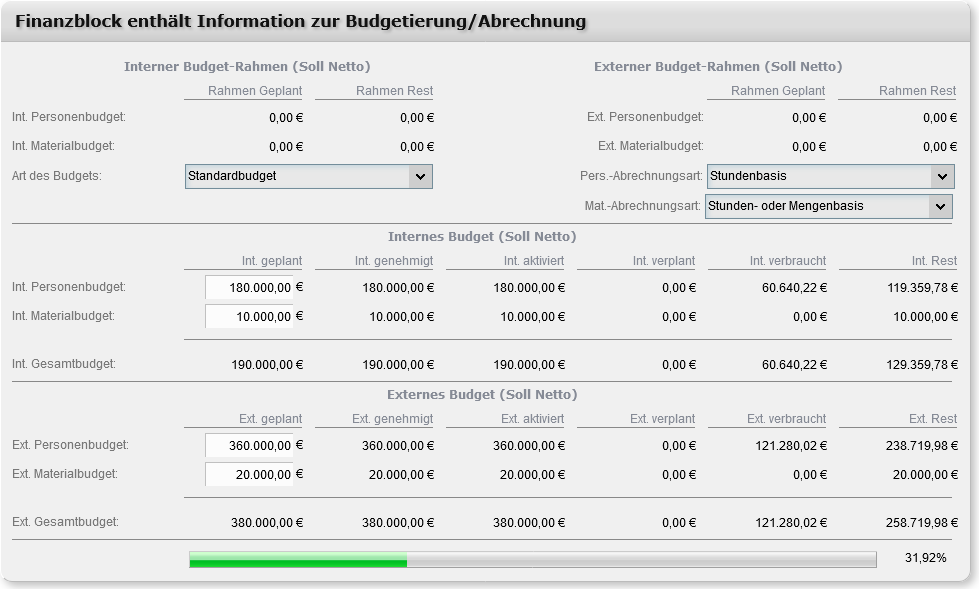 Finanzblock enthält Information zur Budgetierung/Abrechnung
Interner Budget-Rahmen (Soll Netto) Externer Budget-Rahmen (Soll Netto)
Rahmen Geplant Rahmen Rest Rahmen Geplant Rahmen Rest
Int. Personenbudget: 0,00 € 0,00 € Ext. Personenbudget: 0,00 € 0,00 €
Int. Materialbudget: 0,00 € 0,00 € Ext. Materialbudget: 0,00 € 0,00 €
Art des Budgets: Standardbudget Pers.-Abrechnungsart: Stundenbasis
Mat.-Abrechnungsart: Stunden- oder Mengenbasis
Internes Budget (Soll Netto)
Int. geplant Int. genehmigt Int. aktiviert Int. verplant Int. verbraucht Int. Rest
Int. Personenbudget: 180.000,00 € 180.000,00 € 180.000,00 € 0,00 € 60.640,22 € 119.359,78 €
Int. Materialbudget: 10.000,00 € 10.000,00 € 10.000,00 € 0,00 € 0,00 € 10.000,00 €
Int. Gesamtbudget: 190.000,00 € 190.000,00 € 190.000,00 € 0,00 € 60.640,22 € 129.359,78 €
Externes Budget (Soll Netto)
Ext. geplant Ext. genehmigt Ext. aktiviert Ext. verplant Ext. verbraucht Ext. Rest
Ext. Personenbudget: 360.000,00 € 360.000,00 € 360.000,00 € 0,00 € 121.280,02 € 238.719,98 €
Ext. Materialbudget: 20.000,00 € 20.000,00 € 20.000,00 € 0,00 € 0,00 € 20.000,00 €
Ext. Gesamtbudget: 380.000,00 € 380.000,00 € 380.000,00 € 0,00 € 121.280,02 € 258.719,98 €
31,92%